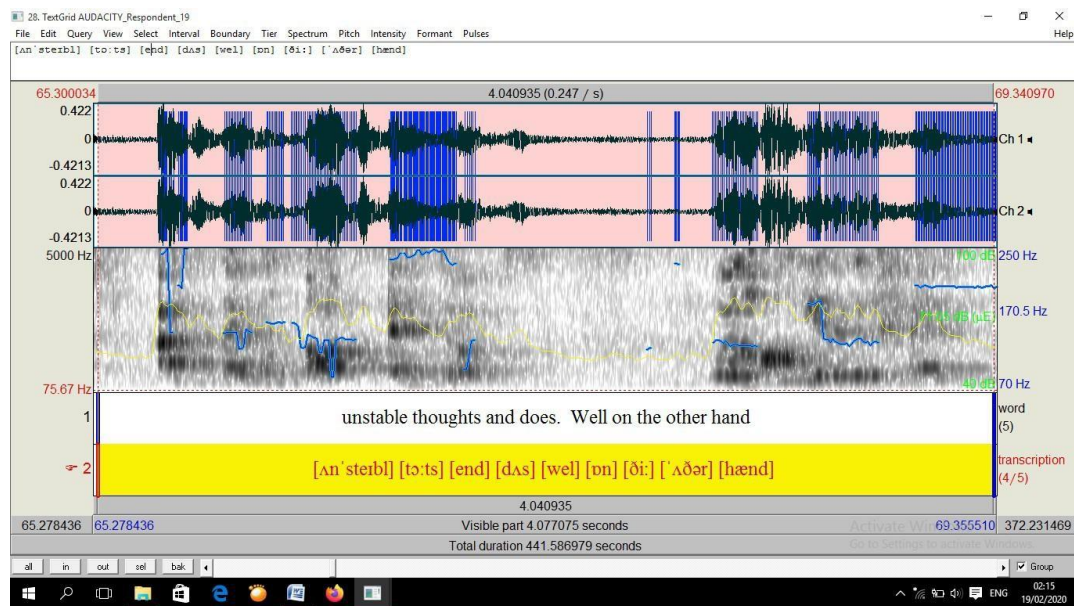 28. TextGrid AUDACITY_Respondent_19
File Edit Query View Select Interval Boundary Tier Spectrum Pitch Intensity Formant Pulses Help
[ʌnˈsteɪbl] [tɔːts] [end] [dʌs] [wel] [ɒn] [ðiː] [ˈʌðər] [hænd]
65.300034 4.040935 (0.247 / s) 69.340970
0.422
0
-0.4213
Ch 1
0.422
0
-0.4213
Ch 2
5000 Hz 100 dB 250 Hz
170.5 Hz
75.67 Hz 40 dB 70 Hz
1 unstable thoughts and does. Well on the other hand word (5)
2 [ʌnˈsteɪbl] [tɔːts] [end] [dʌs] [wel] [ɒn] [ðiː] [ˈʌðər] [hænd] transcription (4/5)
4.040935
65.278436 65.278436 Visible part 4.077075 seconds 69.355510 372.231469
Total duration 441.586979 seconds
Activate Windows
Go to Settings to activate Windows.
all in out sel bak Group
ENG 02:15
19/02/2020